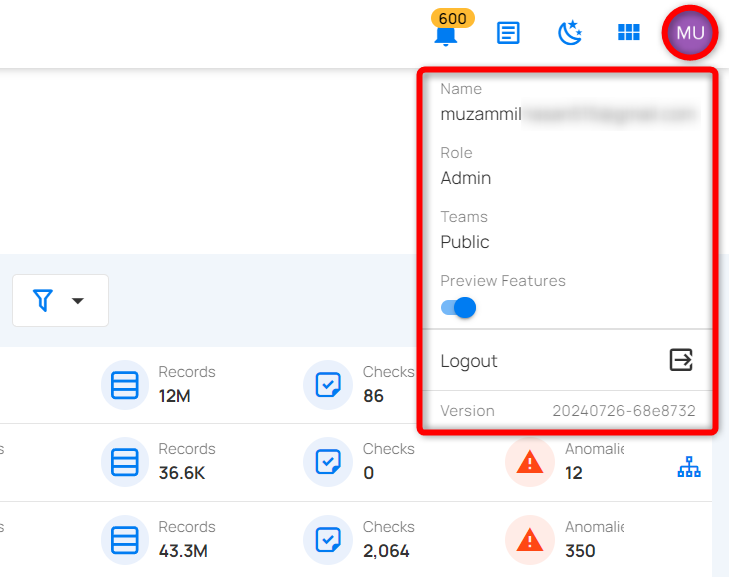 600
MU
Name
muzammil
Role
Admin
Teams
Public
Preview Features
Logout
Version 20240726-68e8732
Records
12M
Checks
86
s
Records
36.6K
Checks
0
Anomalie
12
s
Records
43.3M
Checks
2,064
Anomalie
350